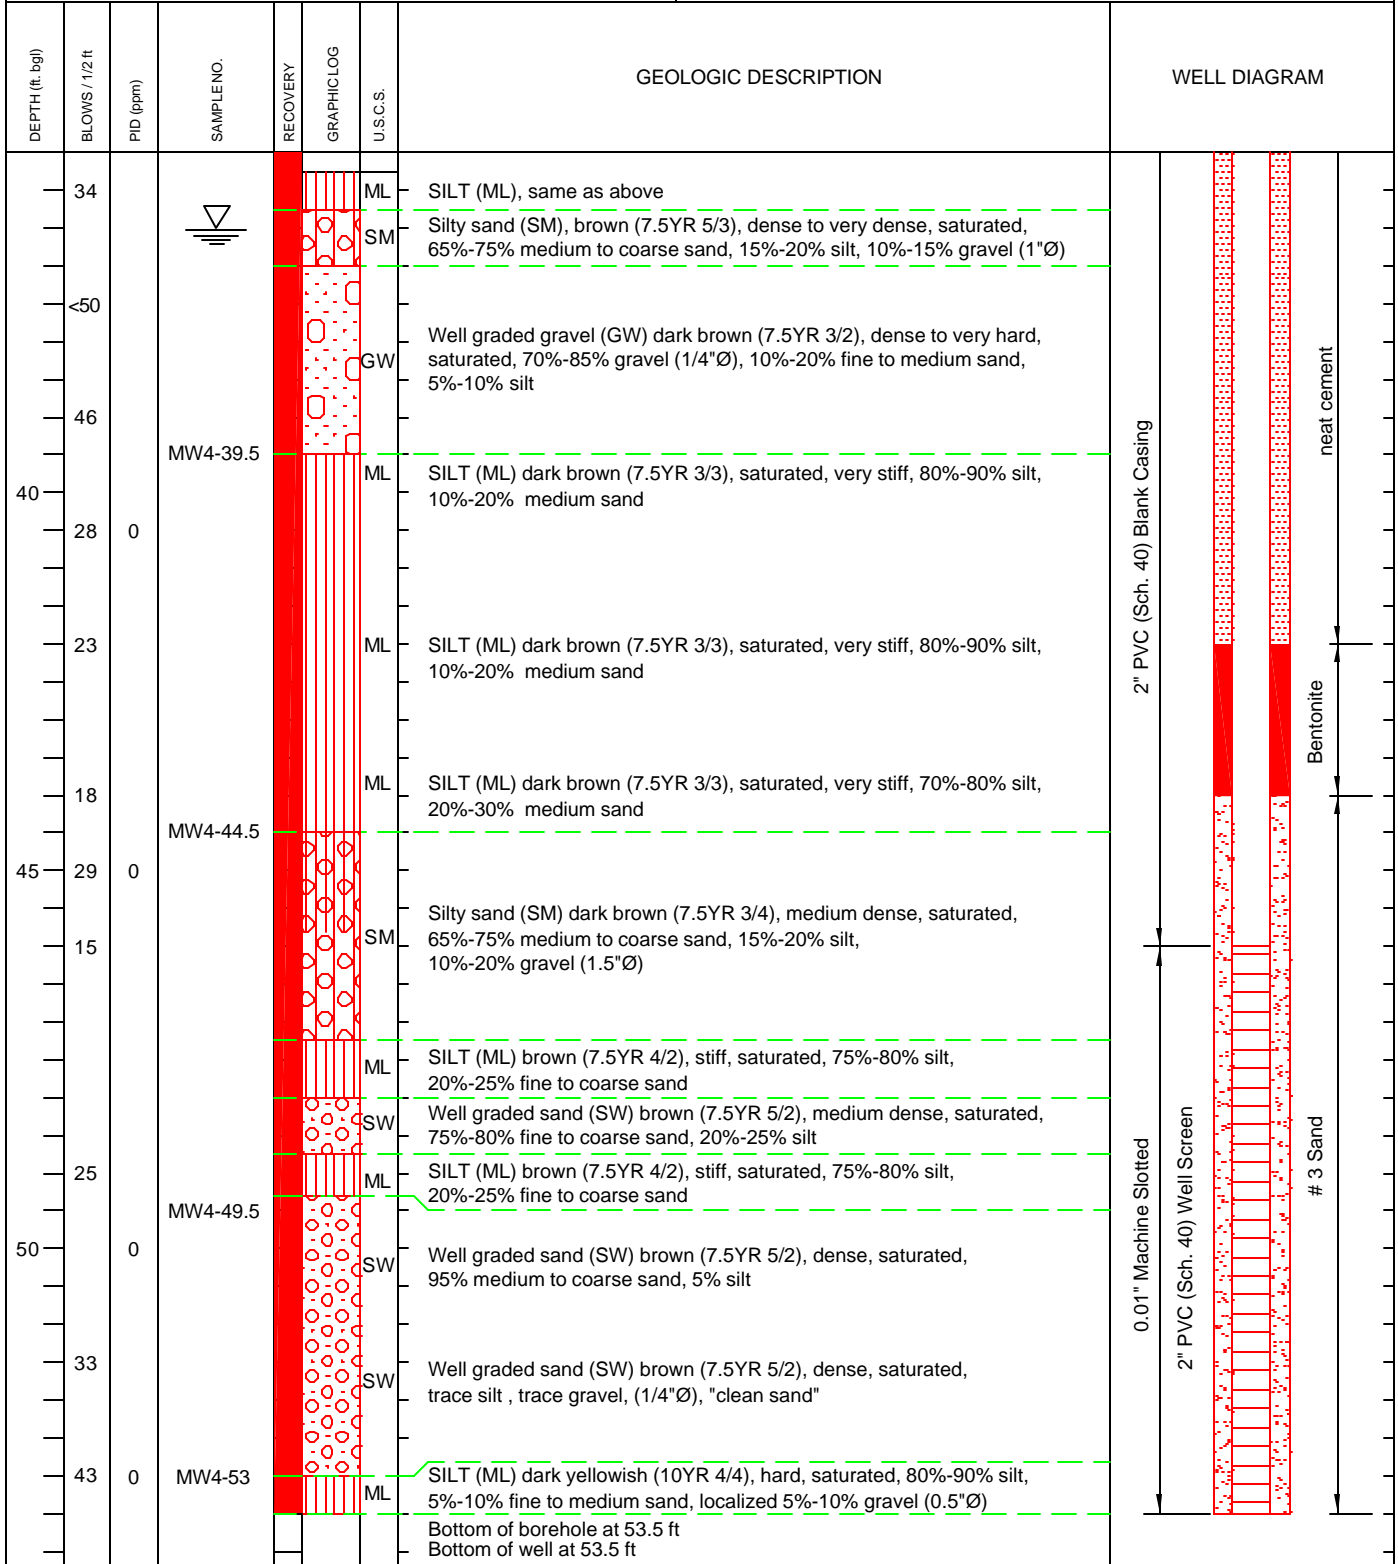 DEPTH (ft. bgl)
BLOWS / 1/2 ft
PID (ppm)
SAMPLE NO.
RECOVERY
GRAPHIC LOG
U.S.C.S.
GEOLOGIC DESCRIPTION
WELL DIAGRAM
34
ML
SILT (ML), same as above
SM
Silty sand (SM), brown (7.5YR 5/3), dense to very dense, saturated,
65%-75% medium to coarse sand, 15%-20% silt, 10%-15% gravel (1"Ø)
<50
GW
Well graded gravel (GW) dark brown (7.5YR 3/2), dense to very hard,
saturated, 70%-85% gravel (1/4"Ø), 10%-20% fine to medium sand,
5%-10% silt
46
MW4-39.5
ML
SILT (ML) dark brown (7.5YR 3/3), saturated, very stiff, 80%-90% silt,
10%-20% medium sand
40
28
0
23
ML
SILT (ML) dark brown (7.5YR 3/3), saturated, very stiff, 80%-90% silt,
10%-20% medium sand
18
ML
SILT (ML) dark brown (7.5YR 3/3), saturated, very stiff, 70%-80% silt,
20%-30% medium sand
MW4-44.5
45
29
0
15
SM
Silty sand (SM) dark brown (7.5YR 3/4), medium dense, saturated,
65%-75% medium to coarse sand, 15%-20% silt,
10%-20% gravel (1.5"Ø)
ML
SILT (ML) brown (7.5YR 4/2), stiff, saturated, 75%-80% silt,
20%-25% fine to coarse sand
SW
Well graded sand (SW) brown (7.5YR 5/2), medium dense, saturated,
75%-80% fine to coarse sand, 20%-25% silt
25
ML
SILT (ML) brown (7.5YR 4/2), stiff, saturated, 75%-80% silt,
20%-25% fine to coarse sand
MW4-49.5
50
0
SW
Well graded sand (SW) brown (7.5YR 5/2), dense, saturated,
95% medium to coarse sand, 5% silt
33
SW
Well graded sand (SW) brown (7.5YR 5/2), dense, saturated,
trace silt , trace gravel, (1/4"Ø), "clean sand"
43
0
MW4-53
ML
SILT (ML) dark yellowish (10YR 4/4), hard, saturated, 80%-90% silt,
5%-10% fine to medium sand, localized 5%-10% gravel (0.5"Ø)
Bottom of borehole at 53.5 ft
Bottom of well at 53.5 ft
2" PVC (Sch. 40) Blank Casing
neat cement
Bentonite
0.01" Machine Slotted
2" PVC (Sch. 40) Well Screen
# 3 Sand